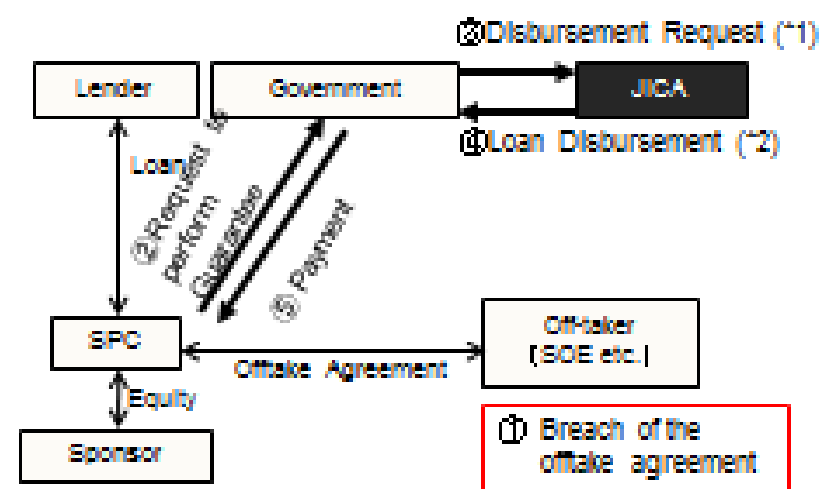 ③Disbursement Request (*1)
Lender
Government
JICA
④Loan Disbursement (*2)
Loan
②Request to
perform
Guarantee
⑤ Payment
SPC
Off-taker
(SOE etc.)
Offtake Agreement
Equity
Sponsor
① Breach of the
offtake agreement